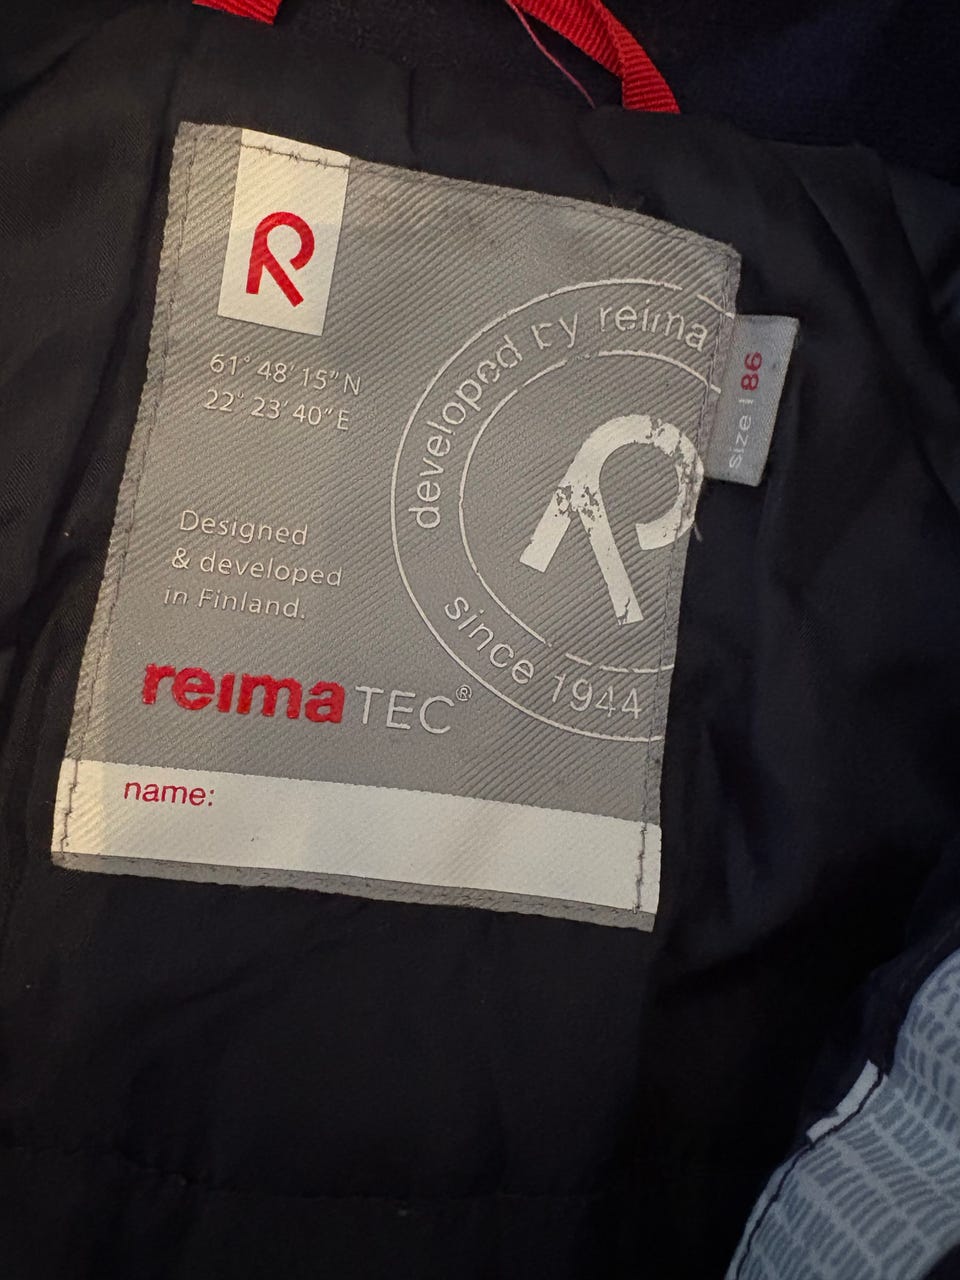 R
61° 48' 15" N
22° 23' 40" E
developed by reima
R
since 1944
size | 86
Designed
& developed
in Finland.
reimaTEC®
name: